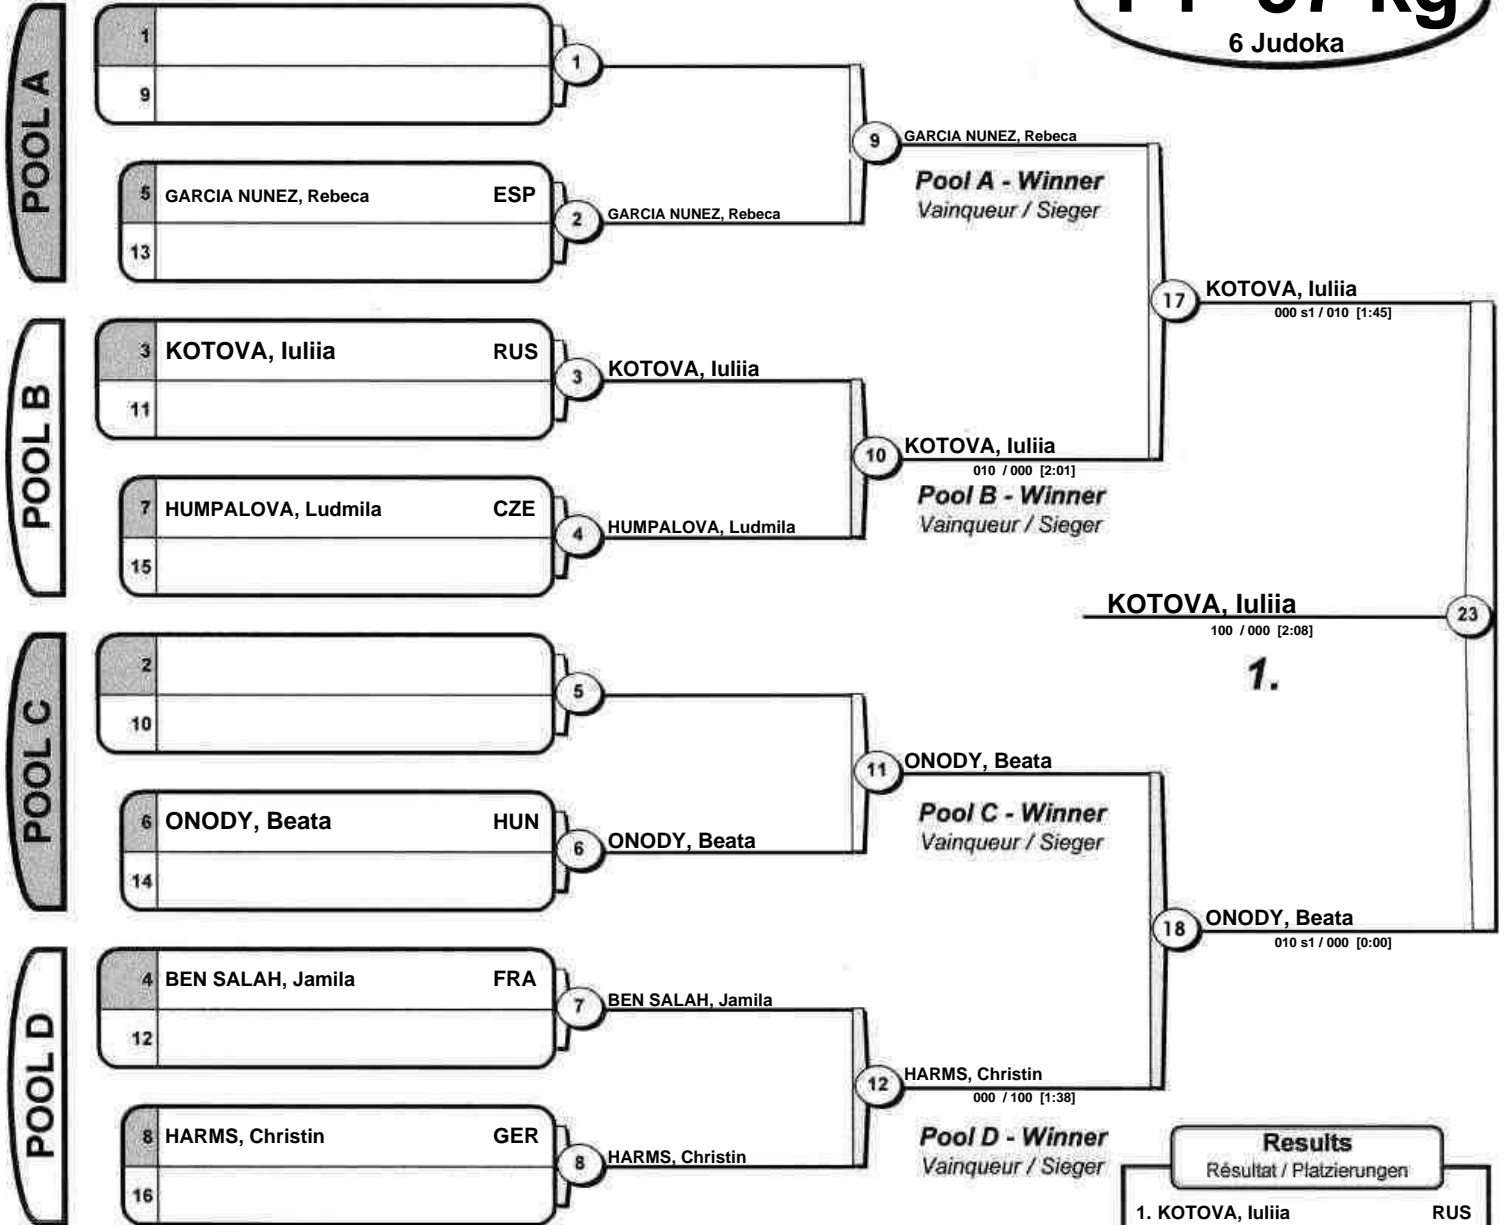 6 Judoka
POOL A
1
9
1
5 GARCIA NUNEZ, Rebeca ESP
13
2
GARCIA NUNEZ, Rebeca
9
GARCIA NUNEZ, Rebeca
Pool A - Winner
Vainqueur / Sieger
POOL B
3 KOTOVA, Iuliia RUS
11
3
KOTOVA, Iuliia
7 HUMPALOVA, Ludmila CZE
15
4
HUMPALOVA, Ludmila
10
KOTOVA, Iuliia
010 / 000 [2:01]
Pool B - Winner
Vainqueur / Sieger
17
KOTOVA, Iuliia
000 s1 / 010 [1:45]
KOTOVA, Iuliia
100 / 000 [2:08]
1.
23
POOL C
2
10
5
6 ONODY, Beata HUN
14
6
ONODY, Beata
11
ONODY, Beata
Pool C - Winner
Vainqueur / Sieger
18
ONODY, Beata
010 s1 / 000 [0:00]
POOL D
4 BEN SALAH, Jamila FRA
12
7
BEN SALAH, Jamila
8 HARMS, Christin GER
16
8
HARMS, Christin
12
HARMS, Christin
000 / 100 [1:38]
Pool D - Winner
Vainqueur / Sieger
Results
Résultat / Platzierungen
1. KOTOVA, Iuliia RUS